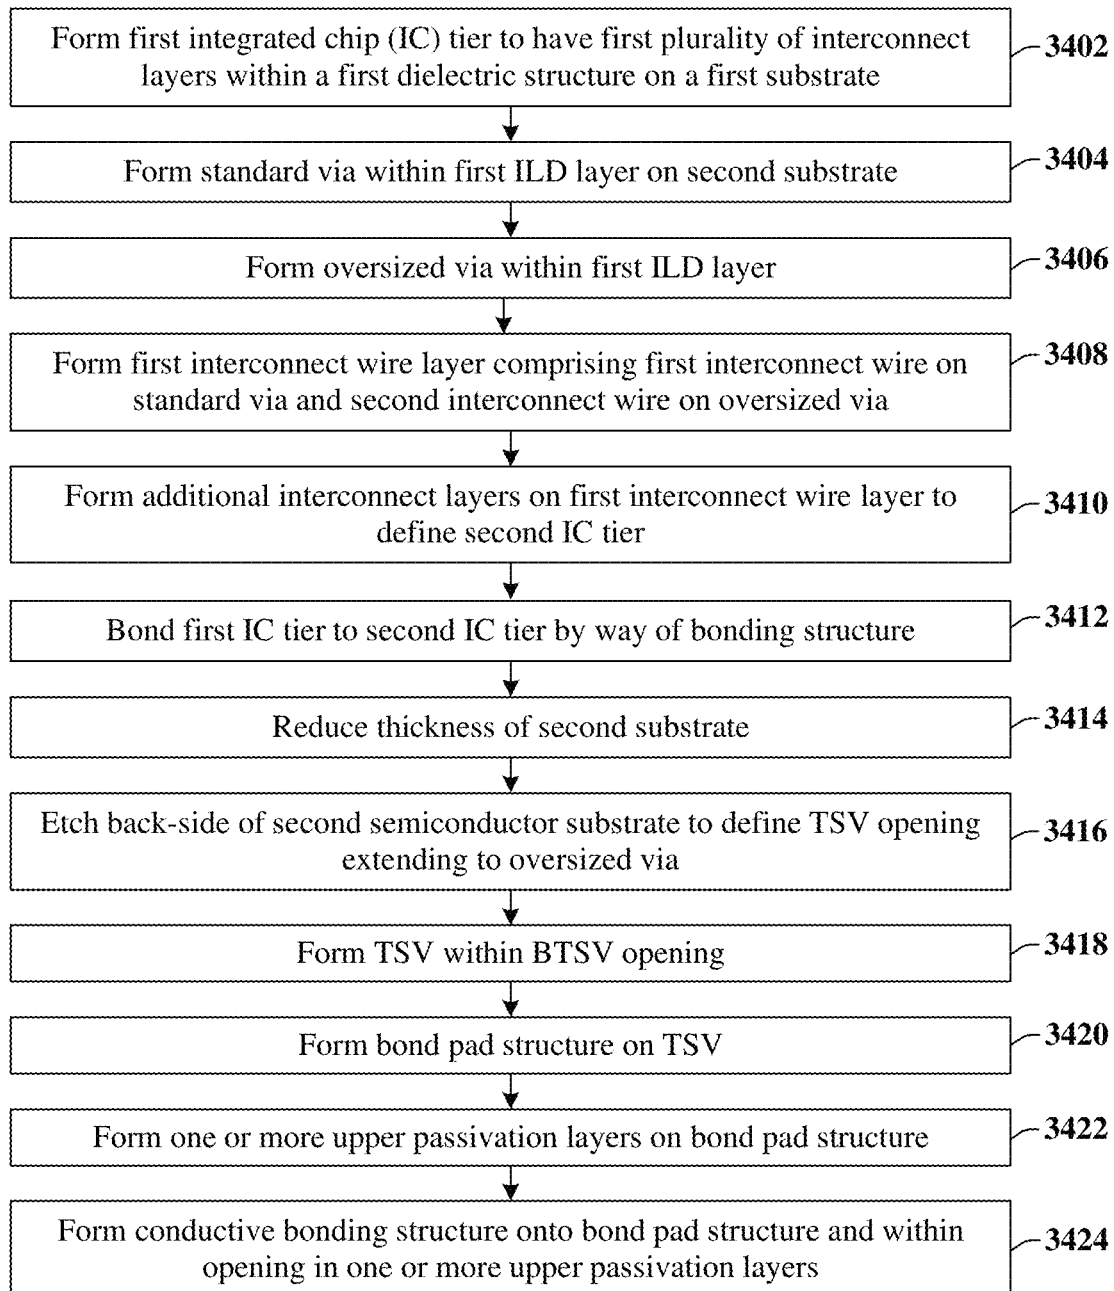 Form first integrated chip (IC) tier to have first plurality of interconnect
layers within a first dielectric structure on a first substrate
3402
Form standard via within first ILD layer on second substrate
3404
Form oversized via within first ILD layer
3406
Form first interconnect wire layer comprising first interconnect wire on
standard via and second interconnect wire on oversized via
3408
Form additional interconnect layers on first interconnect wire layer to
define second IC tier
3410
Bond first IC tier to second IC tier by way of bonding structure
3412
Reduce thickness of second substrate
3414
Etch back-side of second semiconductor substrate to define TSV opening
extending to oversized via
3416
Form TSV within BTSV opening
3418
Form bond pad structure on TSV
3420
Form one or more upper passivation layers on bond pad structure
3422
Form conductive bonding structure onto bond pad structure and within
opening in one or more upper passivation layers
3424